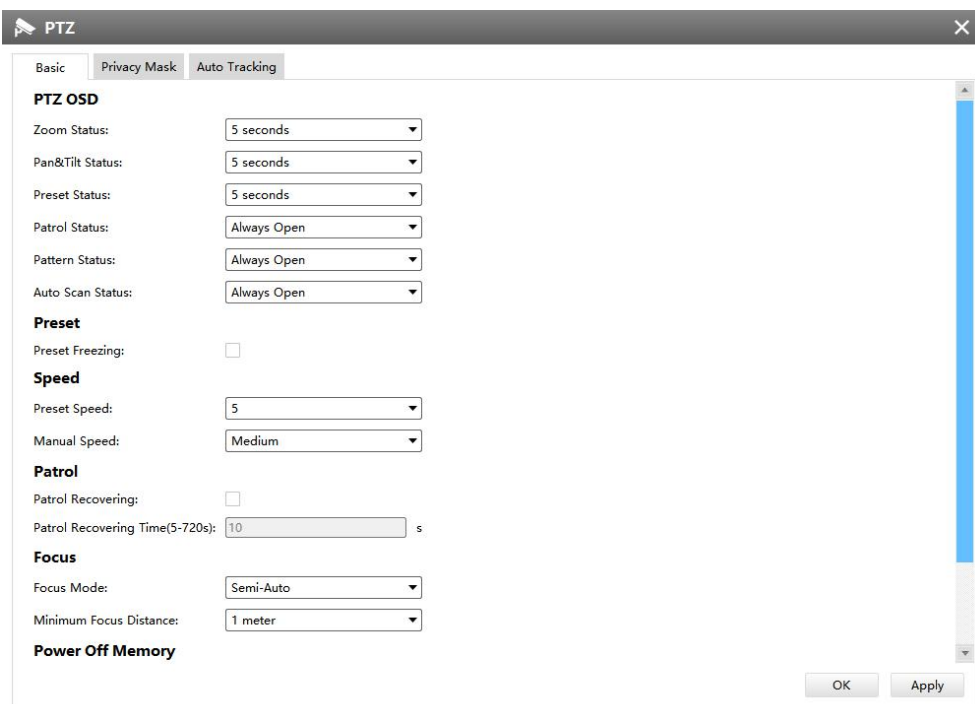 PTZ
Basic Privacy Mask Auto Tracking
PTZ OSD
Zoom Status: 5 seconds
Pan&Tilt Status: 5 seconds
Preset Status: 5 seconds
Patrol Status: Always Open
Pattern Status: Always Open
Auto Scan Status: Always Open
Preset
Preset Freezing:
Speed
Preset Speed: 5
Manual Speed: Medium
Patrol
Patrol Recovering:
Patrol Recovering Time(5-720s): 10 s
Focus
Focus Mode: Semi-Auto
Minimum Focus Distance: 1 meter
Power Off Memory
OK Apply